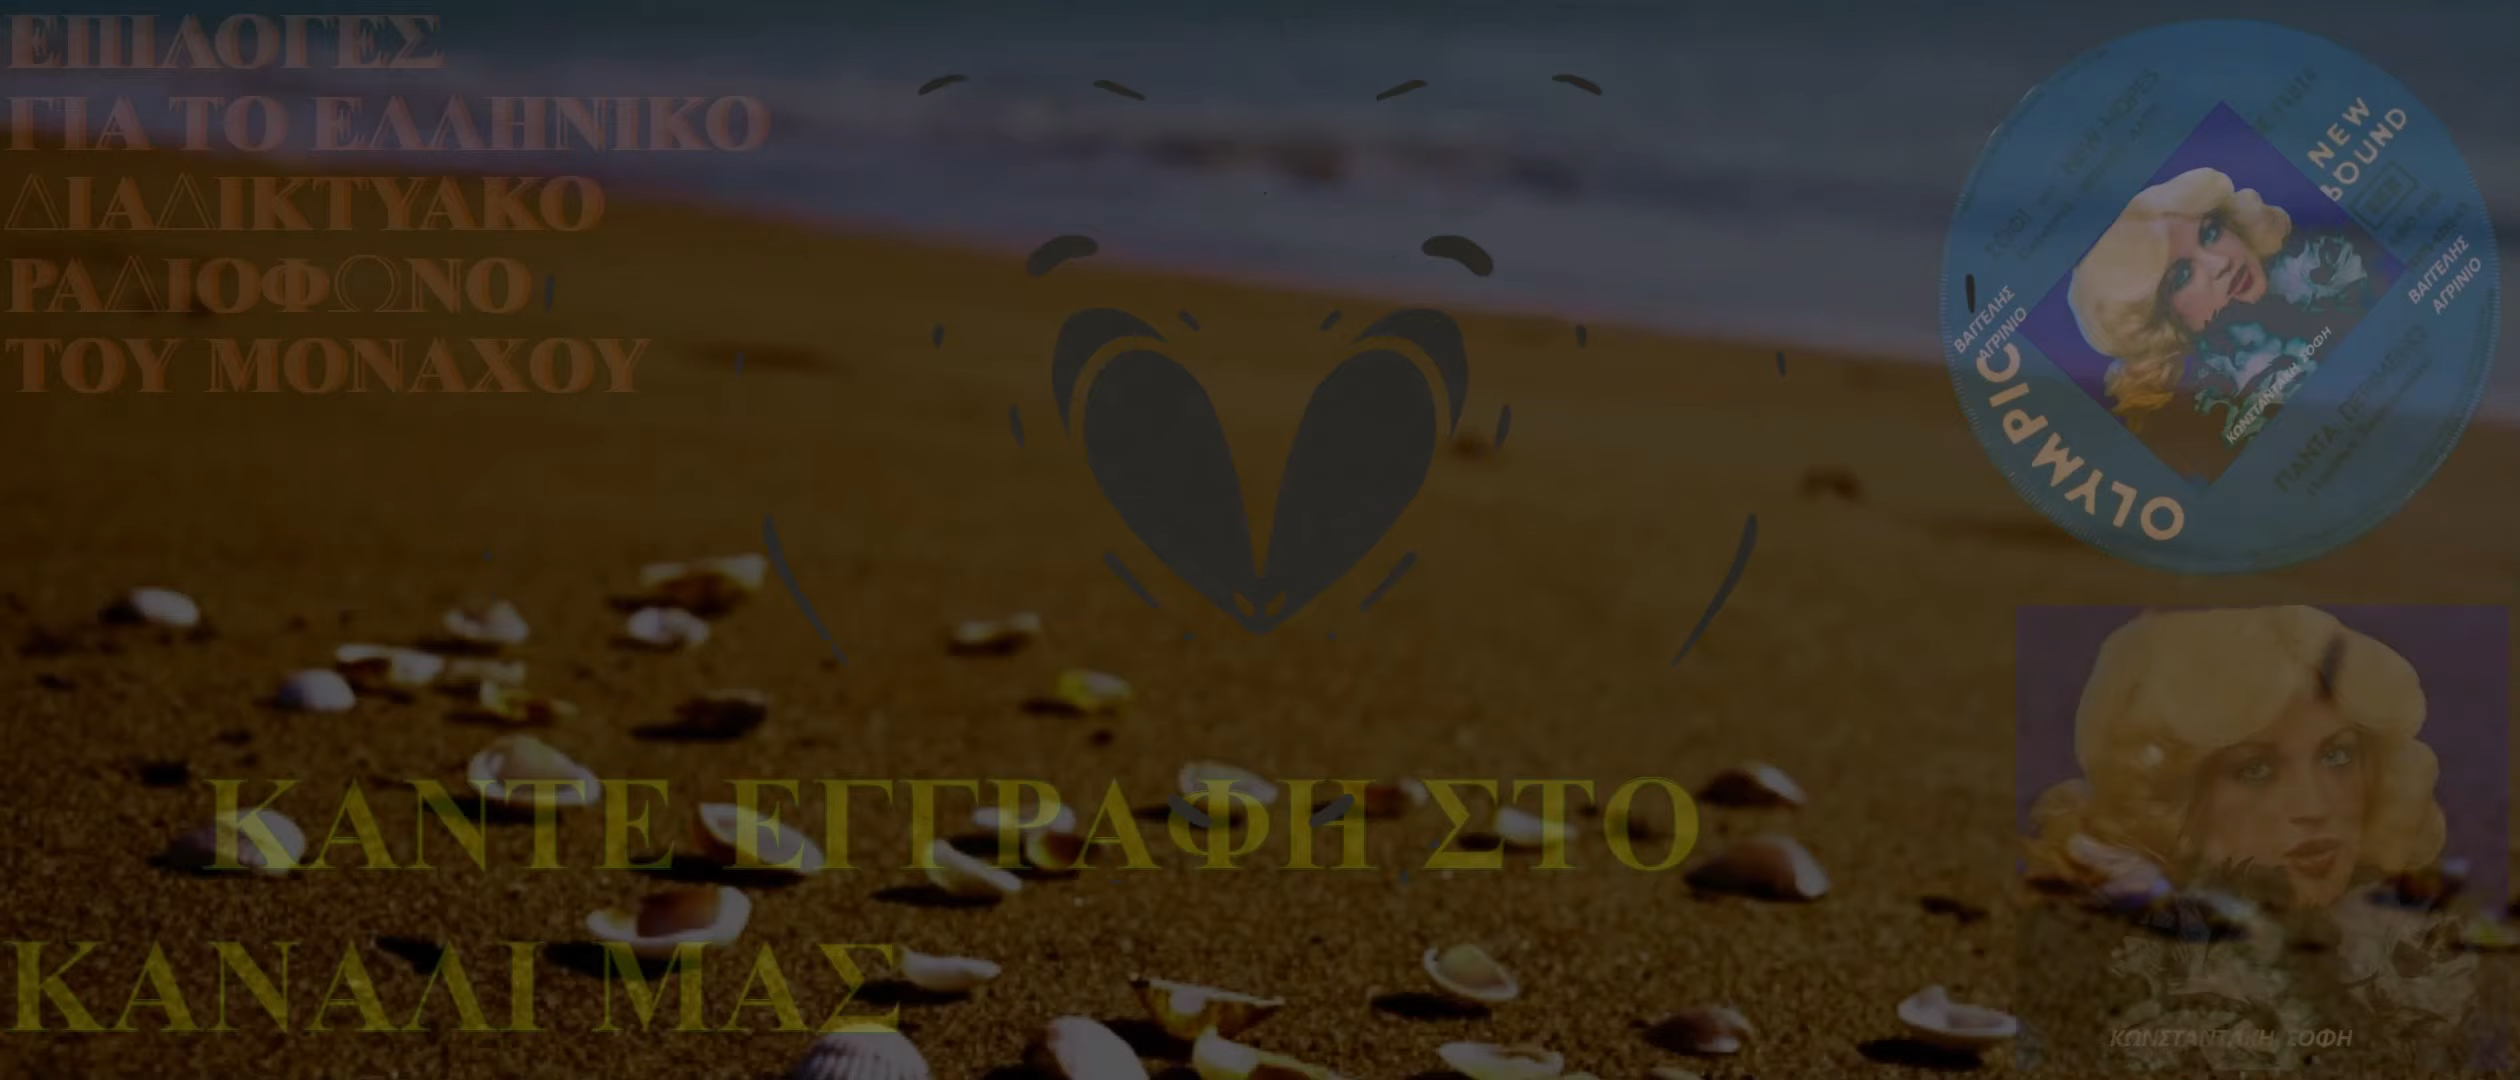 ΕΠΙΛΟΓΕΣ
ΓΙΑ ΤΟ ΕΛΛΗΝΙΚΟ
ΔΙΑΔΙΚΤΥΑΚΟ
ΡΑΔΙΟΦΩΝΟ
ΤΟΥ ΜΟΝΑΧΟΥ
NEW
SOUND
ΒΑΓΓΕΛΗΣ
ΑΓΡΙΝΙΟ
ΒΑΓΓΕΛΗΣ
ΑΓΡΙΝΙΟ
ΚΩΝΣΤΑΝΤΑΚΗ ΣΟΦΗ
OLYMPIC
ΚΑΝΤΕ ΕΓΓΡΑΦΗ ΣΤΟ
ΚΑΝΑΛΙ ΜΑΣ
ΚΩΝΣΤΑΝΤΑΚΗ ΣΟΦΗ